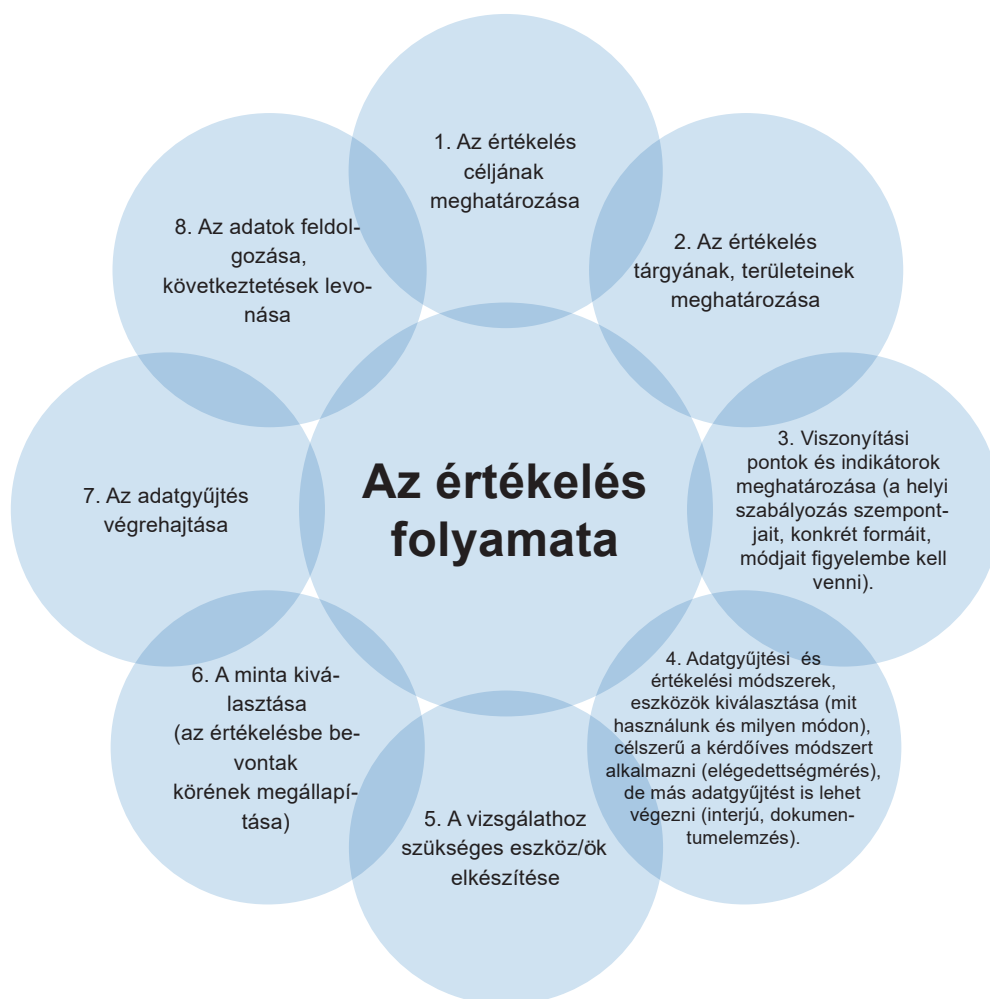 Az értékelés
folyamata
1. Az értékelés
céljának
meghatározása
2. Az értékelés
tárgyának, területeinek
meghatározása
3. Viszonyítási
pontok és indikátorok
meghatározása (a helyi
szabályozás szempont-
jait, konkrét formáit,
módjait figyelembe kell
venni).
4. Adatgyűjtési és
értékelési módszerek,
eszközök kiválasztása (mit
használunk és milyen módon),
célszerű a kérdőíves módszert
alkalmazni (elégedettségmérés),
de más adatgyűjtést is lehet
végezni (interjú, dokumen-
tumelemzés).
5. A vizsgálathoz
szükséges eszköz/ök
elkészítése
6. A minta kivá-
lasztása
(az értékelésbe be-
vontak
körének megállapí-
tása)
7. Az adatgyűjtés
végrehajtása
8. Az adatok feldol-
gozása,
következtetések levo-
nása